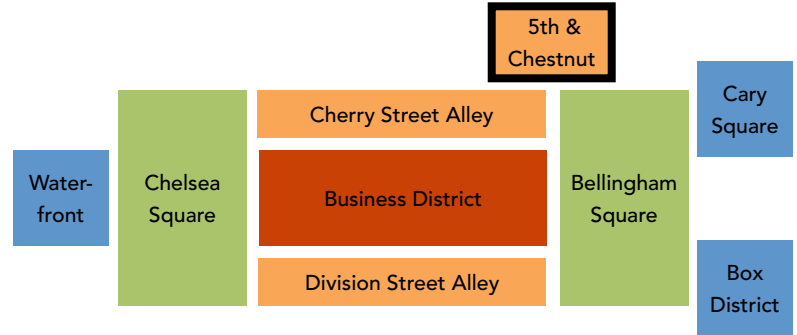 5th &
Chestnut
Cary
Square
Cherry Street Alley
Water-
front
Chelsea
Square
Business District
Bellingham
Square
Division Street Alley
Box
District